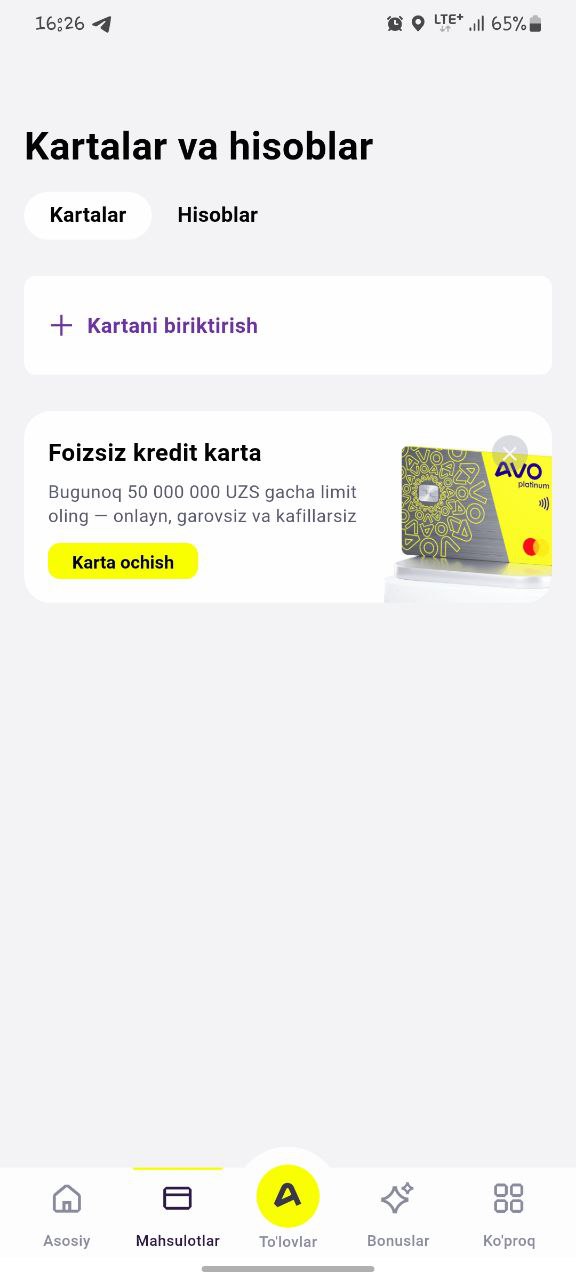 16:26
LTE+
65%
Kartalar va hisoblar
Kartalar
Hisoblar
Kartani biriktirish
Foizsiz kredit karta
Bugunoq 50 000 000 UZS gacha limit
oling — onlayn, garovsiz va kafillarsiz
Karta ochish
AVO
platinum
Asosiy
Mahsulotlar
To'lovlar
Bonuslar
Ko'proq